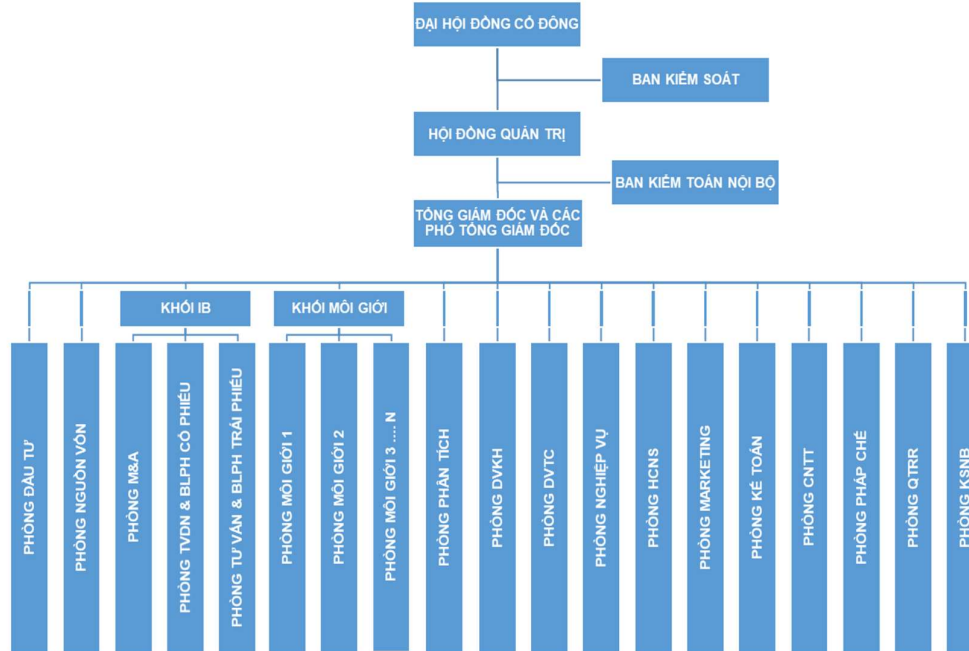 ĐẠI HỘI ĐỒNG CỔ ĐÔNG
BAN KIỂM SOÁT
HỘI ĐỒNG QUẢN TRỊ
BAN KIỂM TOÁN NỘI BỘ
TỔNG GIÁM ĐỐC VÀ CÁC
PHÓ TỔNG GIÁM ĐỐC
KHỐI IB
KHỐI MÔI GIỚI
PHÒNG ĐẦU TƯ
PHÒNG NGUỒN VỐN
PHÒNG M&A
PHÒNG TVDN & BLPH CỔ PHIẾU
PHÒNG TƯ VẤN & BLPH TRÁI PHIẾU
PHÒNG MÔI GIỚI 1
PHÒNG MÔI GIỚI 2
PHÒNG MÔI GIỚI 3 .... N
PHÒNG PHÂN TÍCH
PHÒNG DVKH
PHÒNG DVTC
PHÒNG NGHIỆP VỤ
PHÒNG HCNS
PHÒNG MARKETING
PHÒNG KẾ TOÁN
PHÒNG CNTT
PHÒNG PHÁP CHẾ
PHÒNG QTRR
PHÒNG KSNB